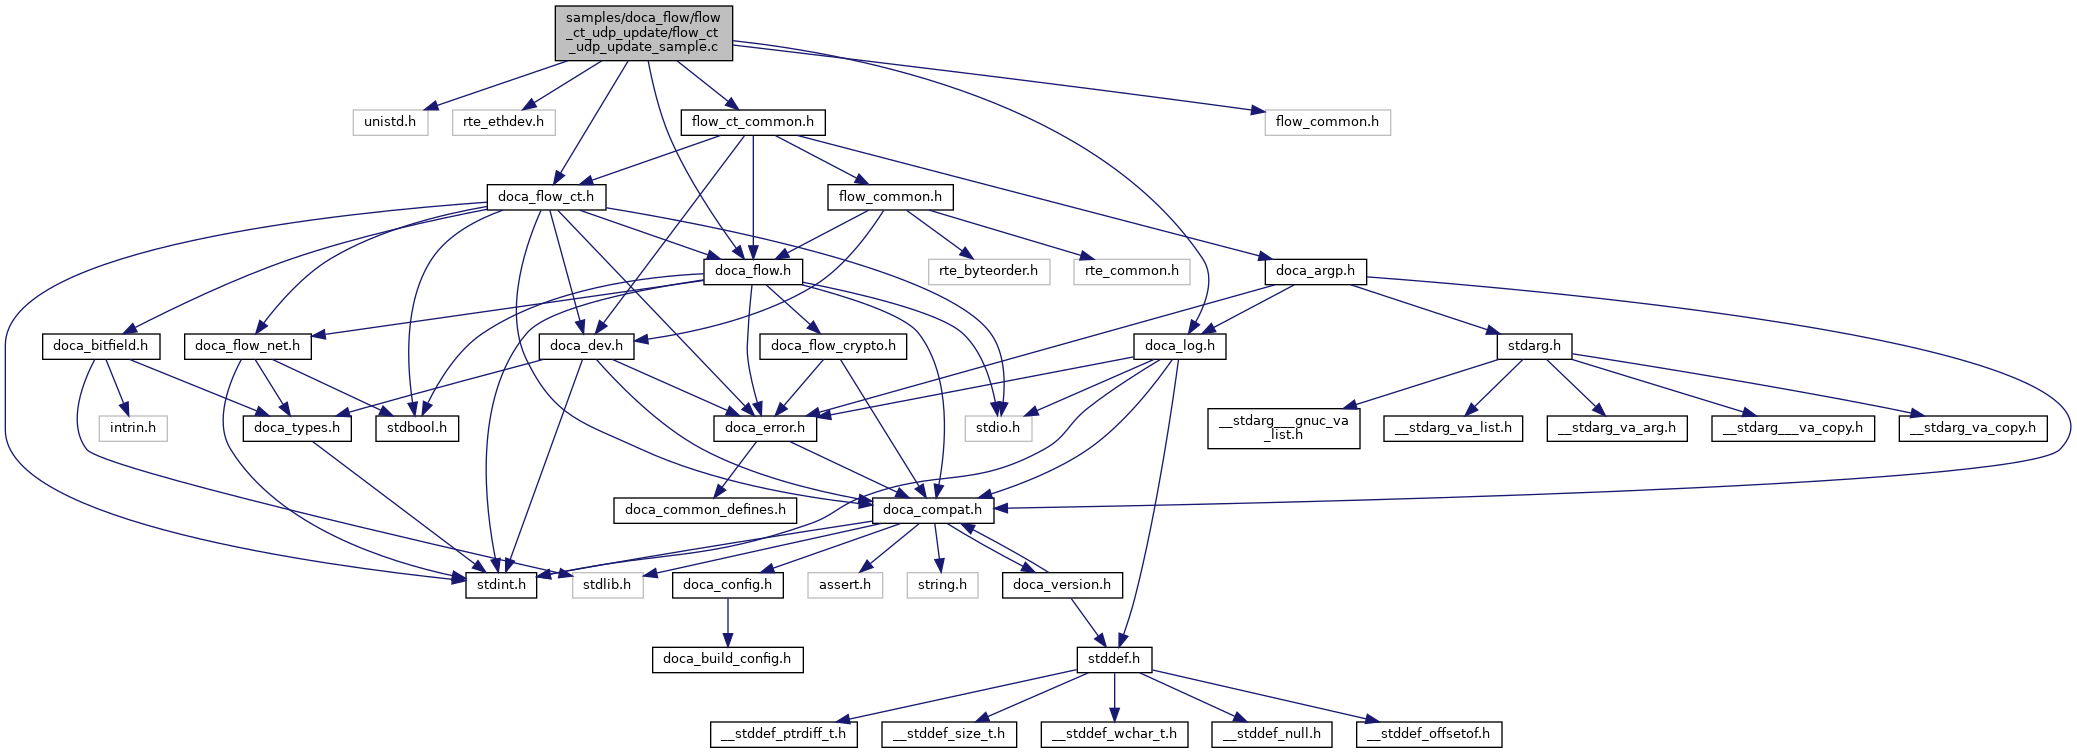 samples/doca_flow/flow
_ct_udp_update/flow_ct
_udp_update_sample.c
unistd.h
rte_ethdev.h
flow_ct_common.h
flow_common.h
doca_flow_ct.h
flow_common.h
doca_flow.h
rte_byteorder.h
rte_common.h
doca_argp.h
doca_bitfield.h
doca_flow_net.h
doca_dev.h
doca_flow_crypto.h
doca_log.h
stdarg.h
intrin.h
doca_types.h
stdbool.h
doca_error.h
stdio.h
__stdarg___gnuc_va
_list.h
__stdarg_va_list.h
__stdarg_va_arg.h
__stdarg___va_copy.h
__stdarg_va_copy.h
doca_common_defines.h
doca_compat.h
stdint.h
stdlib.h
doca_config.h
assert.h
string.h
doca_version.h
doca_build_config.h
stddef.h
__stddef_ptrdiff_t.h
__stddef_size_t.h
__stddef_wchar_t.h
__stddef_null.h
__stddef_offsetof.h